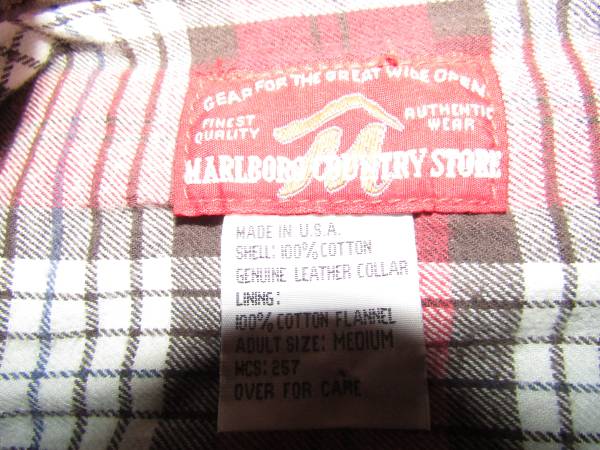 GEAR FOR THE GREAT WIDE OPEN
FINEST QUALITY
AUTHENTIC WEAR
M
MARLBORO COUNTRY STORE
MADE IN U.S.A.
SHELL: 100% COTTON
GENUINE LEATHER COLLAR
LINING:
100% COTTON FLANNEL
ADULT SIZE: MEDIUM
MCS: 257
OVER FOR CARE